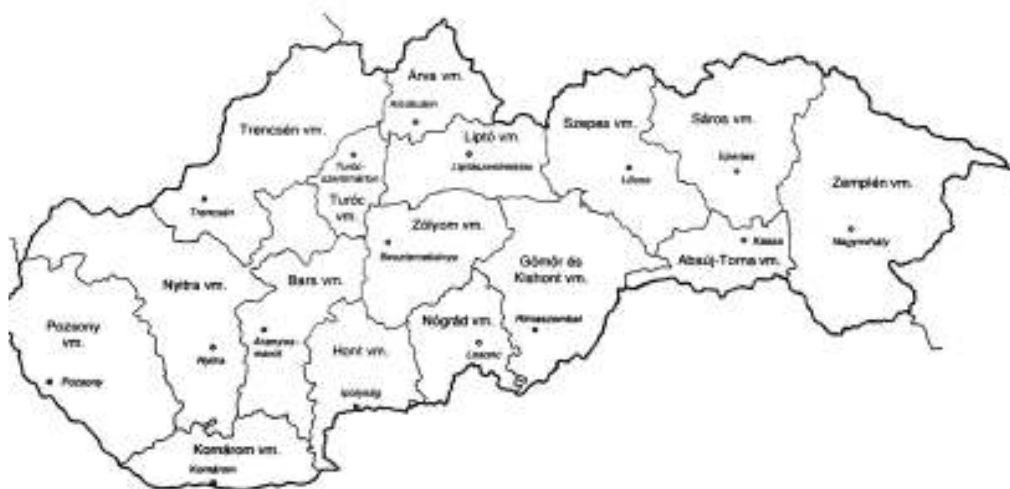 Árva vm.
Alsókubin
Trencsén vm.
Liptó vm.
Liptószentmiklós
Szepes vm.
Sáros vm.
Eperjes
Turóc-
szentmárton
Lőcse
Zemplén vm.
Trencsén
Turóc
vm.
Zólyom vm.
Besztercebánya
Kassa
Nagymihály
Abaúj-Torna vm.
Gömör és
Kishont vm.
Nyitra vm.
Bars vm.
Pozsony
vm.
Nógrád vm.
Rimaszombat
Aranyos-
marót
Hont vm.
Losonc
Nyitra
Pozsony
Ipolyság
Komárom vm.
Komárom